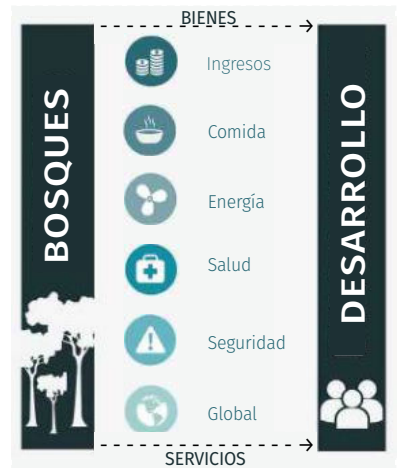 BIENES
BOSQUES
Ingresos
Comida
Energía
Salud
Seguridad
Global
DESARROLLO
SERVICIOS